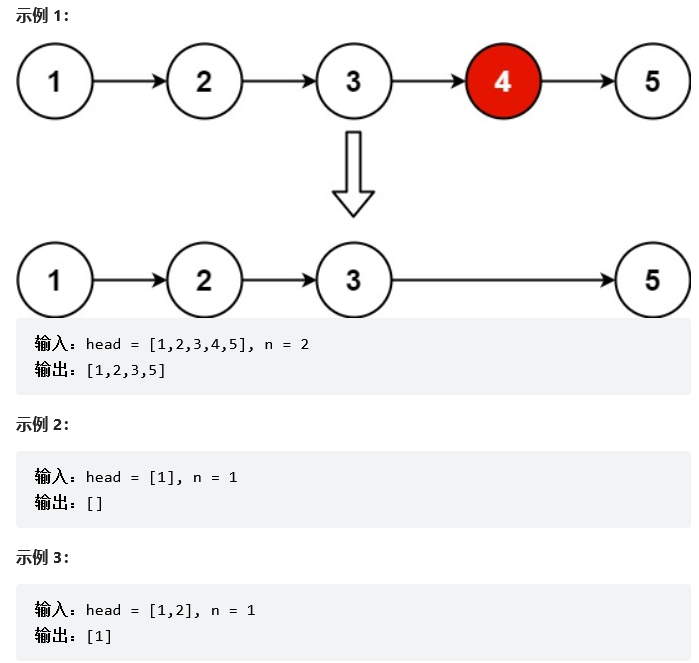 示例 1：
1 2 3 4 5
1 2 3 5
输入：head = [1,2,3,4,5], n = 2
输出：[1,2,3,5]
示例 2：
输入：head = [1], n = 1
输出：[]
示例 3：
输入：head = [1,2], n = 1
输出：[1]